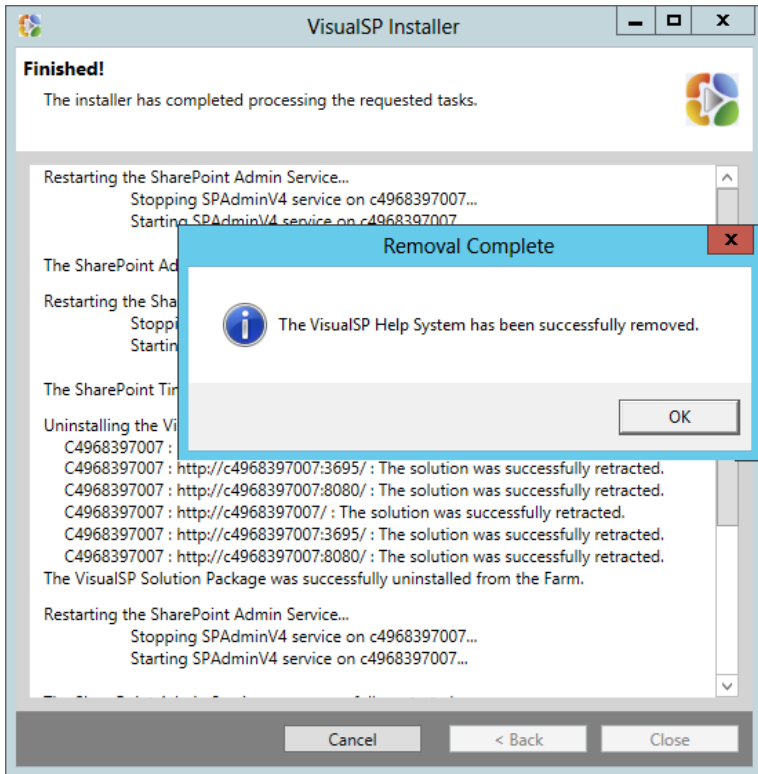 VisualSP Installer
Finished!
The installer has completed processing the requested tasks.
Restarting the SharePoint Admin Service...
Stopping SPAdminV4 service on c4968397007...
Starting SPAdminV4 service on c4968397007
Removal Complete
x
The SharePoint Ad
Restarting the Sha
Stoppi
Startin
The VisualSP Help System has been successfully removed.
The SharePoint Tir
OK
Uninstalling the Vi
C4968397007 :
C4968397007 : http://c4968397007:3695/ : The solution was successfully retracted.
C4968397007 : http://c4968397007:8080/ : The solution was successfully retracted.
C4968397007 : http://c4968397007/ : The solution was successfully retracted.
C4968397007 : http://c4968397007:3695/ : The solution was successfully retracted.
C4968397007 : http://c4968397007:8080/ : The solution was successfully retracted.
The VisualSP Solution Package was successfully uninstalled from the Farm.
Restarting the SharePoint Admin Service...
Stopping SPAdminV4 service on c4968397007...
Starting SPAdminV4 service on c4968397007...
Cancel
< Back
Close